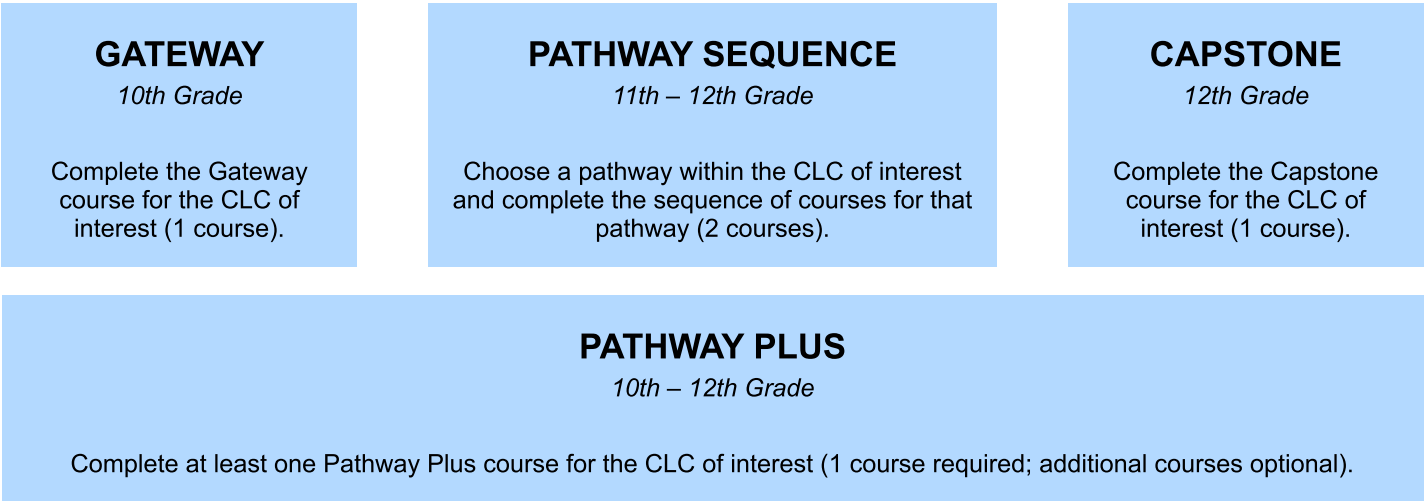 GATEWAY
10th Grade
Complete the Gateway
course for the CLC of
interest (1 course).
PATHWAY SEQUENCE
11th – 12th Grade
Choose a pathway within the CLC of interest
and complete the sequence of courses for that
pathway (2 courses).
CAPSTONE
12th Grade
Complete the Capstone
course for the CLC of
interest (1 course).
PATHWAY PLUS
10th – 12th Grade
Complete at least one Pathway Plus course for the CLC of interest (1 course required; additional courses optional).